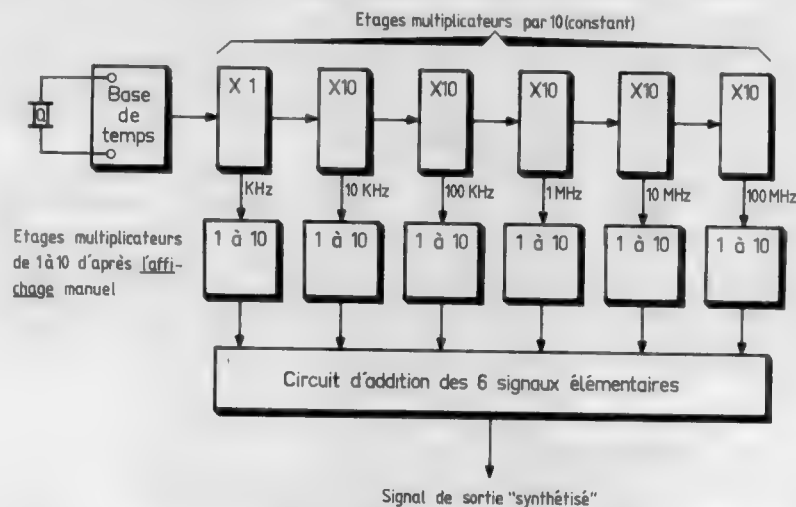 Etages multiplicateurs par 10 (constant)
Q
Base
de
temps
X 1
X10
X10
X10
X10
X10
KHz
10 KHz
100 KHz
1 MHz
10 MHz
100 MHz
Etages multiplicateurs
de 1 à 10 d'après l'affi-
chage manuel
1 à 10
1 à 10
1 à 10
1 à 10
1 à 10
1 à 10
Circuit d'addition des 6 signaux élémentaires
Signal de sortie "synthétisé"